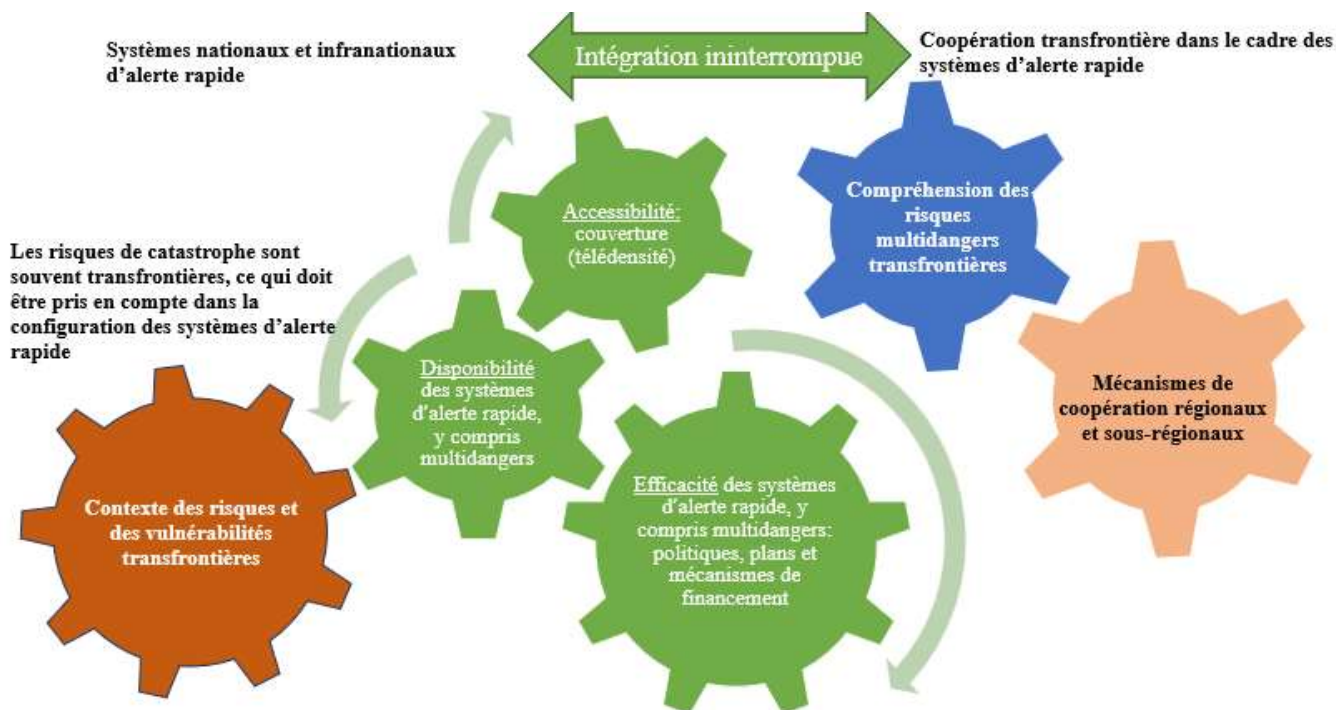 Systèmes nationaux et infranationaux
d'alerte rapide
Intégration ininterrompue
Coopération transfrontière dans le cadre des
systèmes d'alerte rapide
Accessibilité:
couverture
(télédensité)
Compréhension des
risques
multidangers
transfrontières
Les risques de catastrophe sont
souvent transfrontières, ce qui doit
être pris en compte dans la
configuration des systèmes d'alerte
rapide
Disponibilité
des systèmes
d'alerte rapide,
y compris
multidangers
Mécanismes de
coopération régionaux
et sous-régionaux
Contexte des risques et
des vulnérabilités
transfrontières
Efficacité des systèmes
d'alerte rapide, y
compris multidangers:
politiques, plans et
mécanismes de
financement